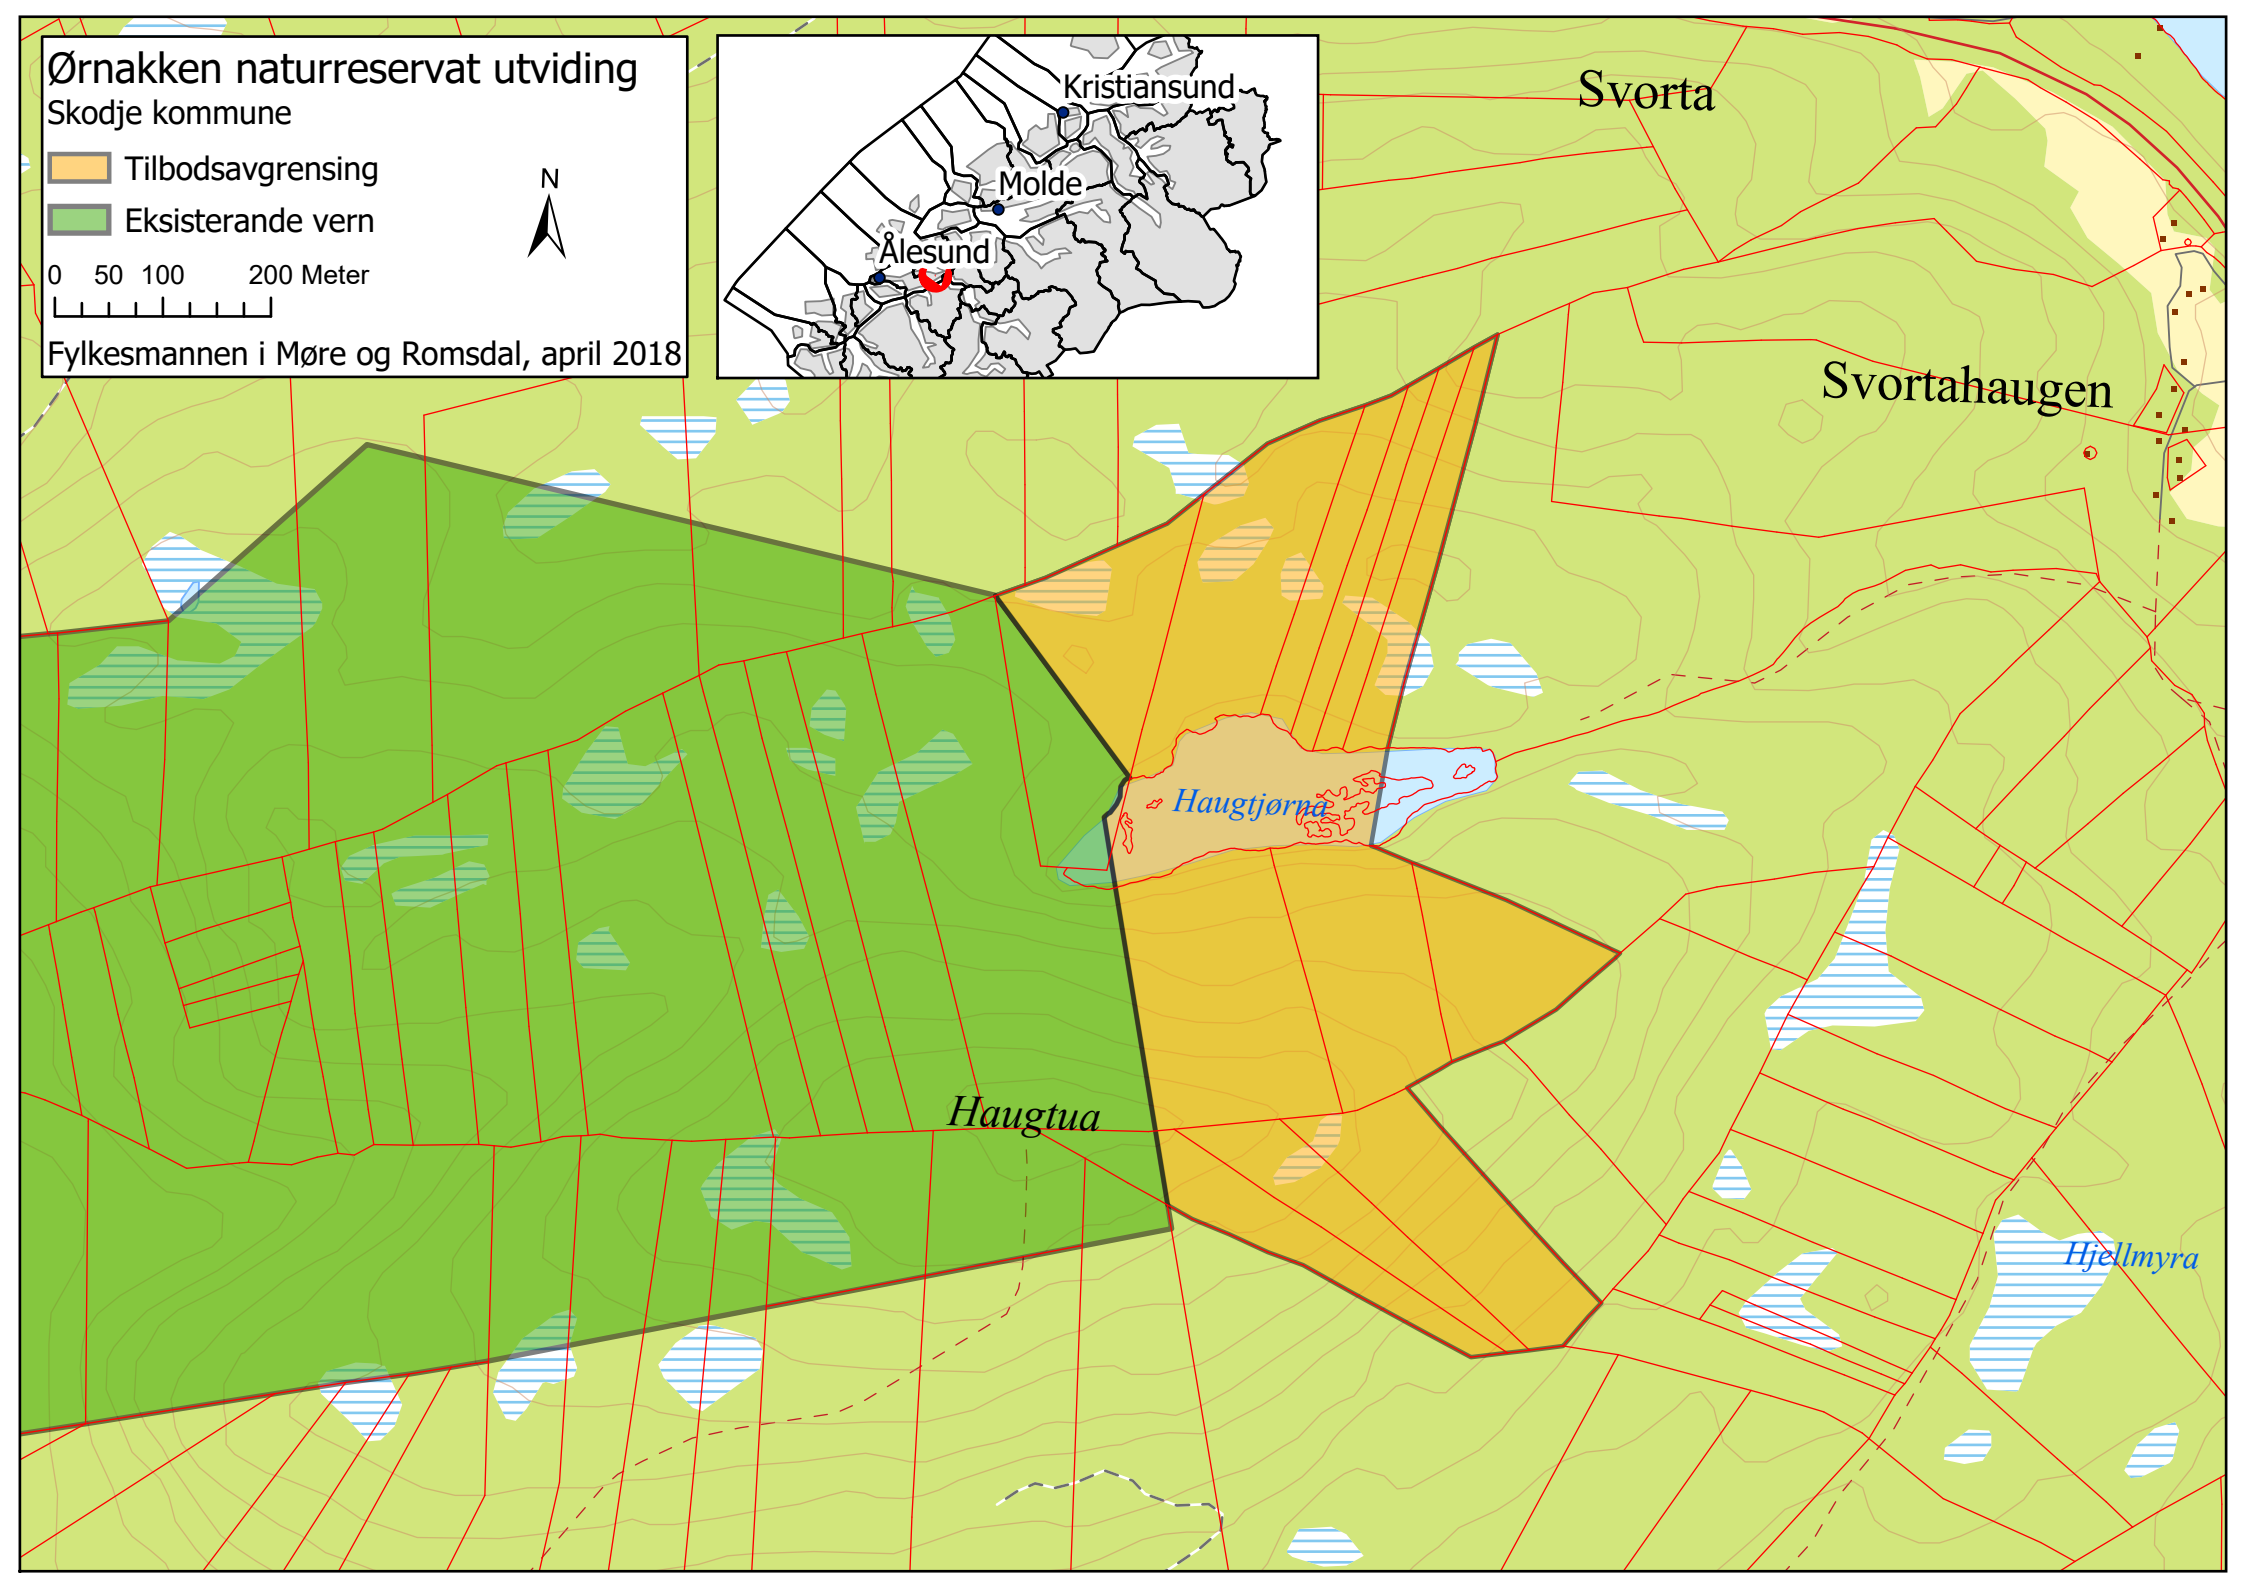 Ørnakken naturreservat utviding
Skodje kommune
Tilbodsavgrensing
Eksisterande vern
N
0 50 100 200 Meter
Fylkesmannen i Møre og Romsdal, april 2018
Kristiansund
Molde
Ålesund
Svorta
Svortahaugen
Haugtjørna
Haugtua
Hjellmyra